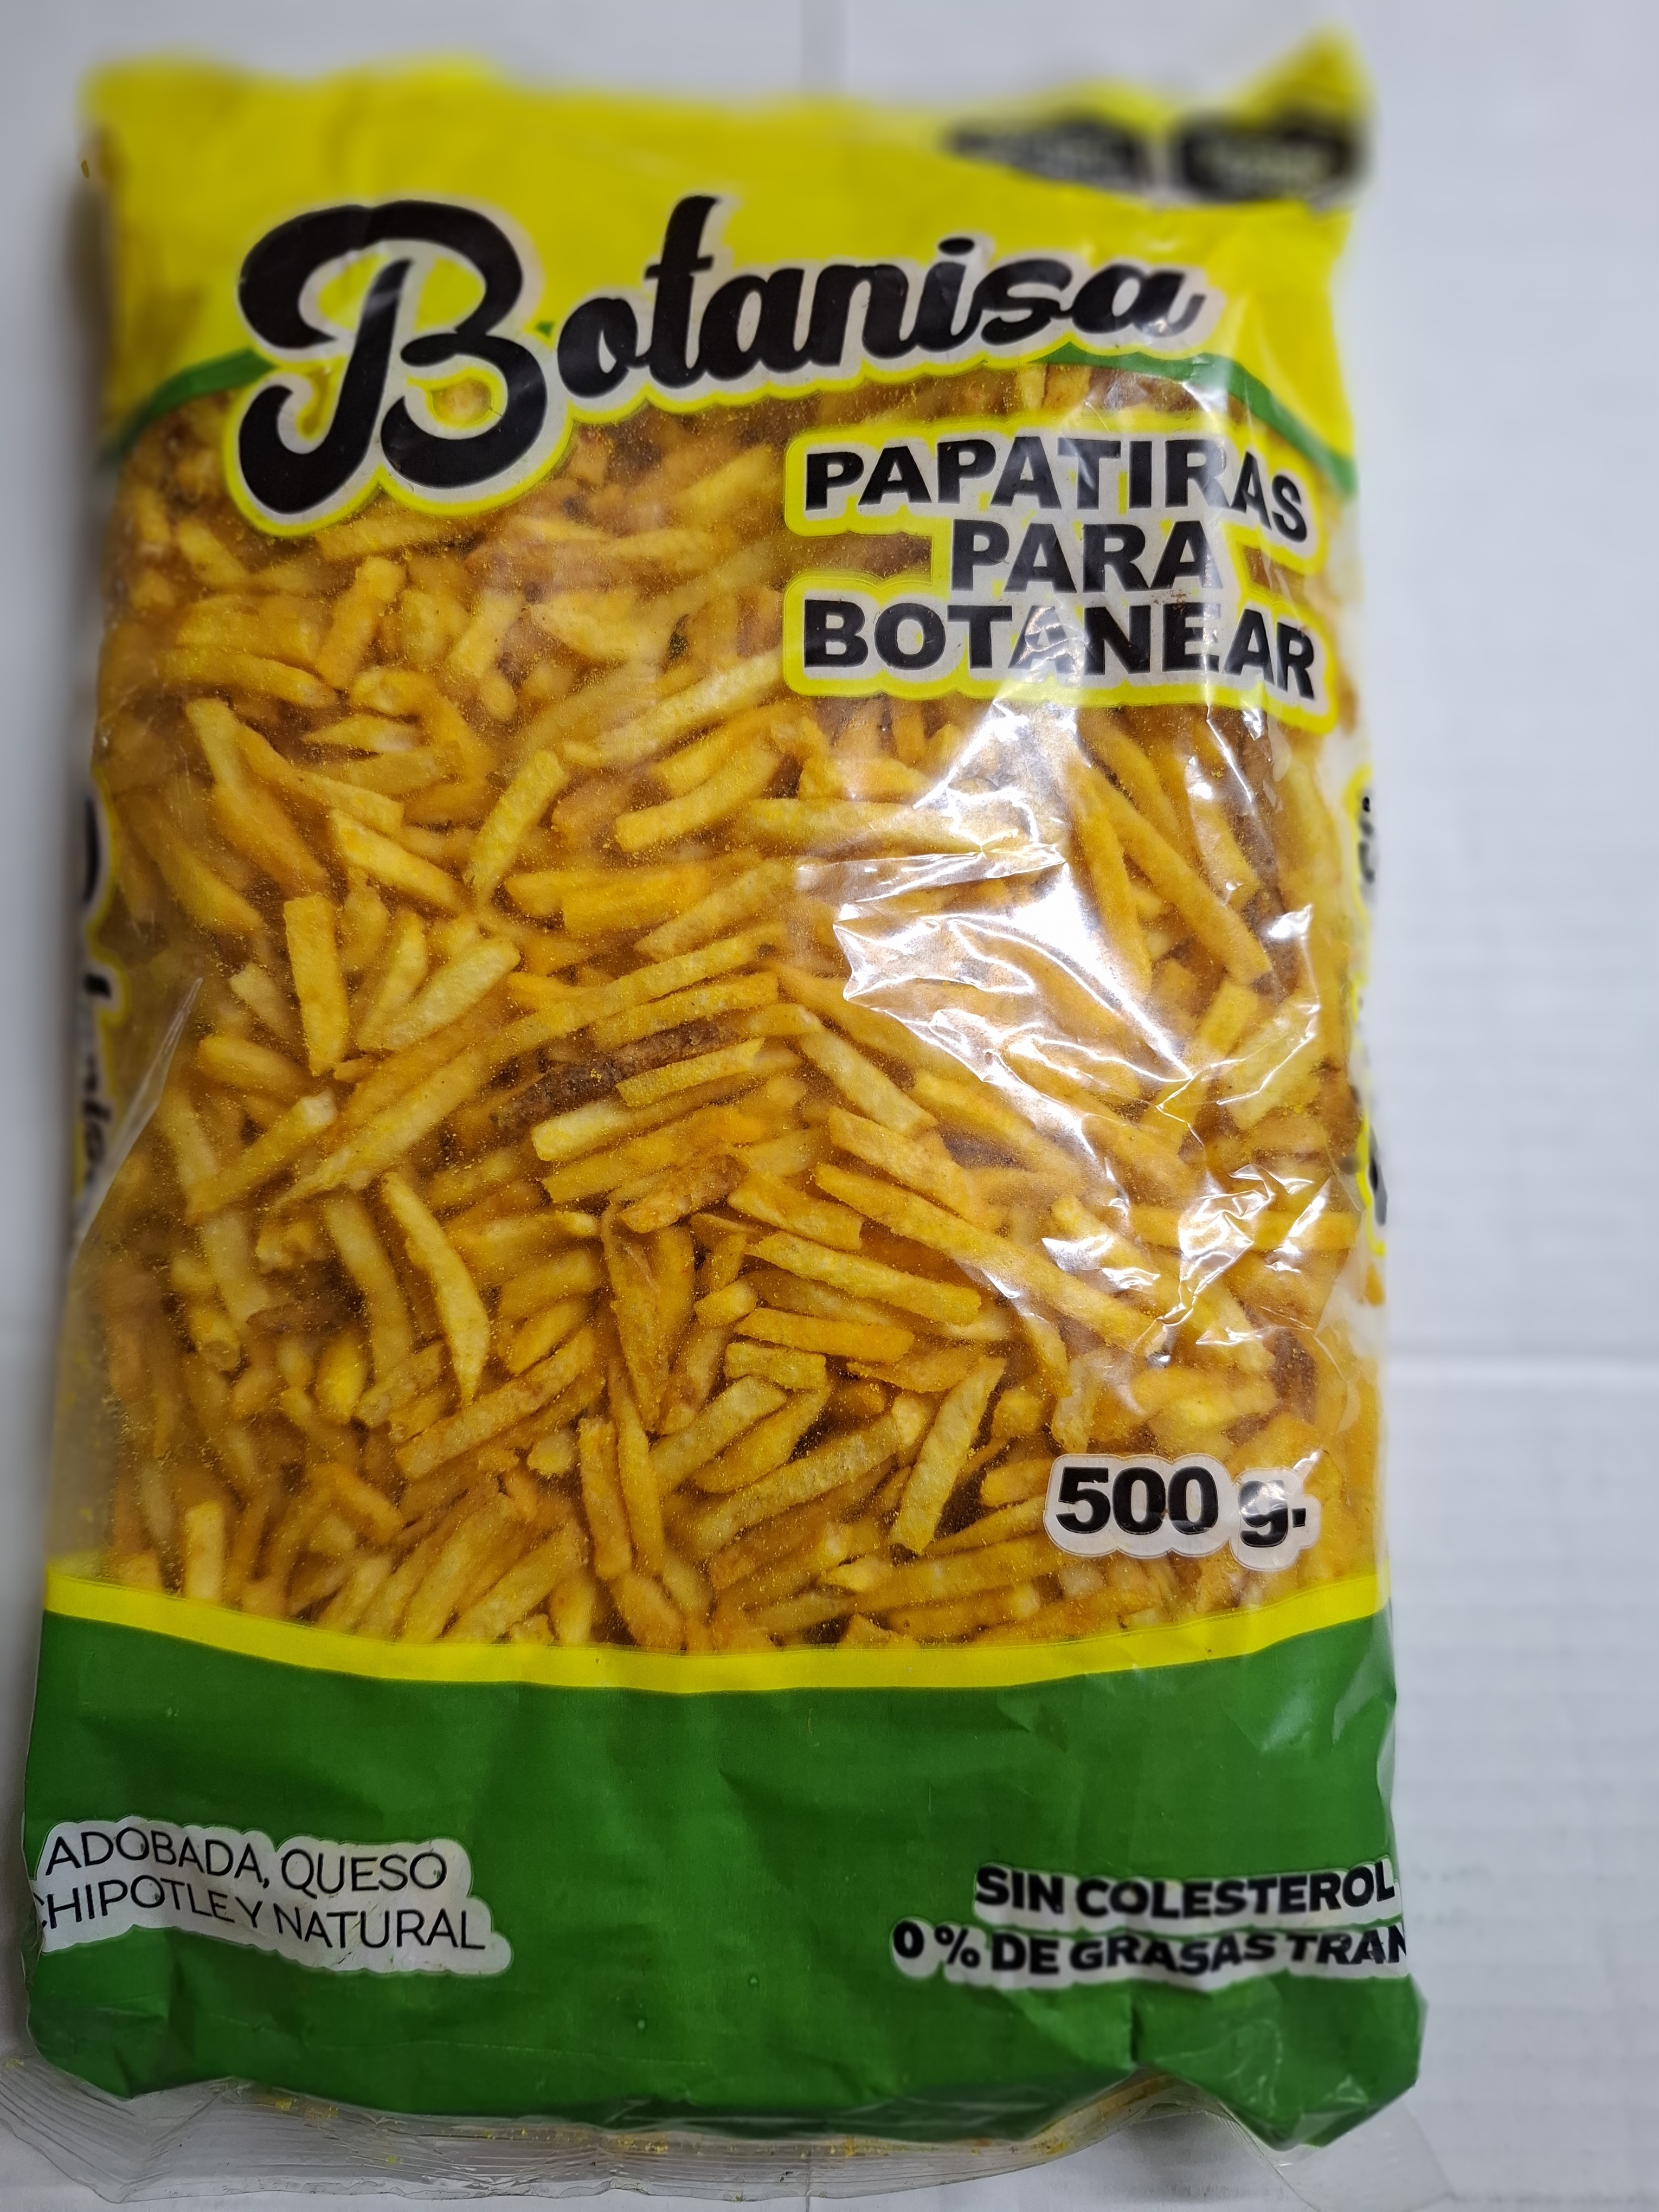 Botanisa
PAPATIRAS
PARA
BOTANEAR
500 g.
ADOBADA, QUESO
CHIPOTLE Y NATURAL
SIN COLESTEROL
0 % DE GRASAS TRAN